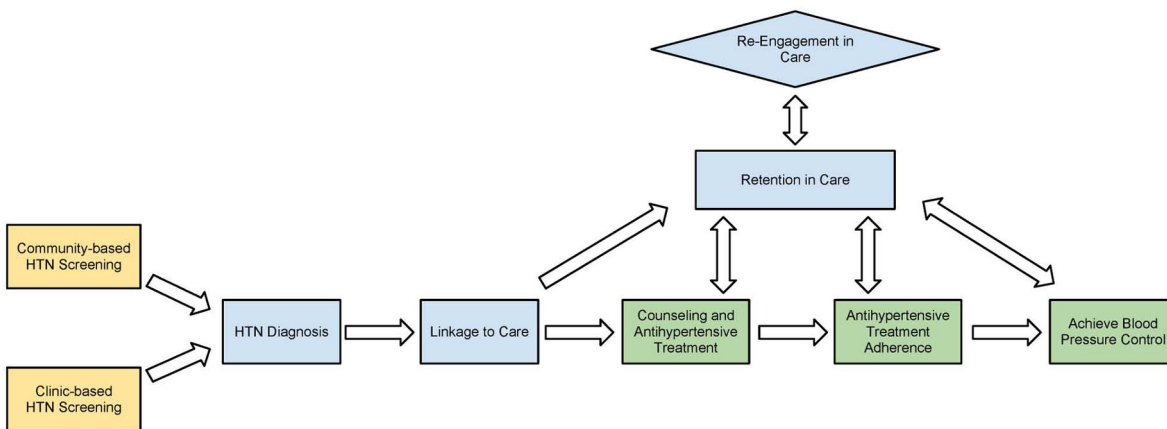 Re-Engagement in
Care
Retention in Care
Community-based
HTN Screening
HTN Diagnosis
Linkage to Care
Counseling and
Antihypertensive
Treatment
Antihypertensive
Treatment
Adherence
Achieve Blood
Pressure Control
Clinic-based
HTN Screening